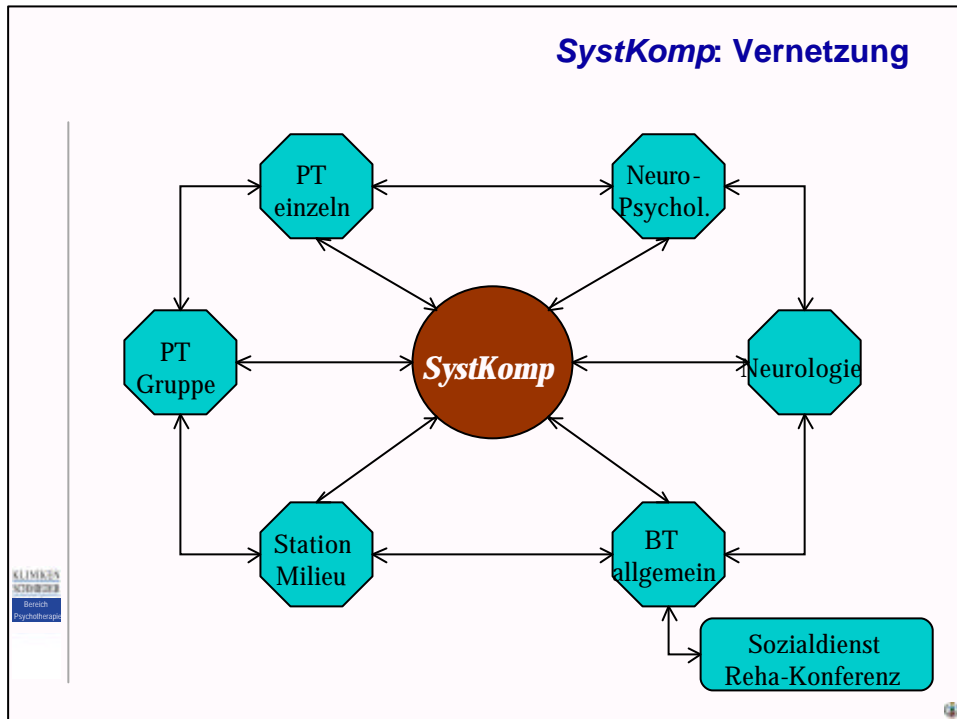 SystKomp: Vernetzung
PT
einzeln
Neuro-
Psychol.
PT
Gruppe
SystKomp
Neurologie
Station
Milieu
BT
allgemein
Sozialdienst
Reha-Konferenz
Bereich
Psychotherapie